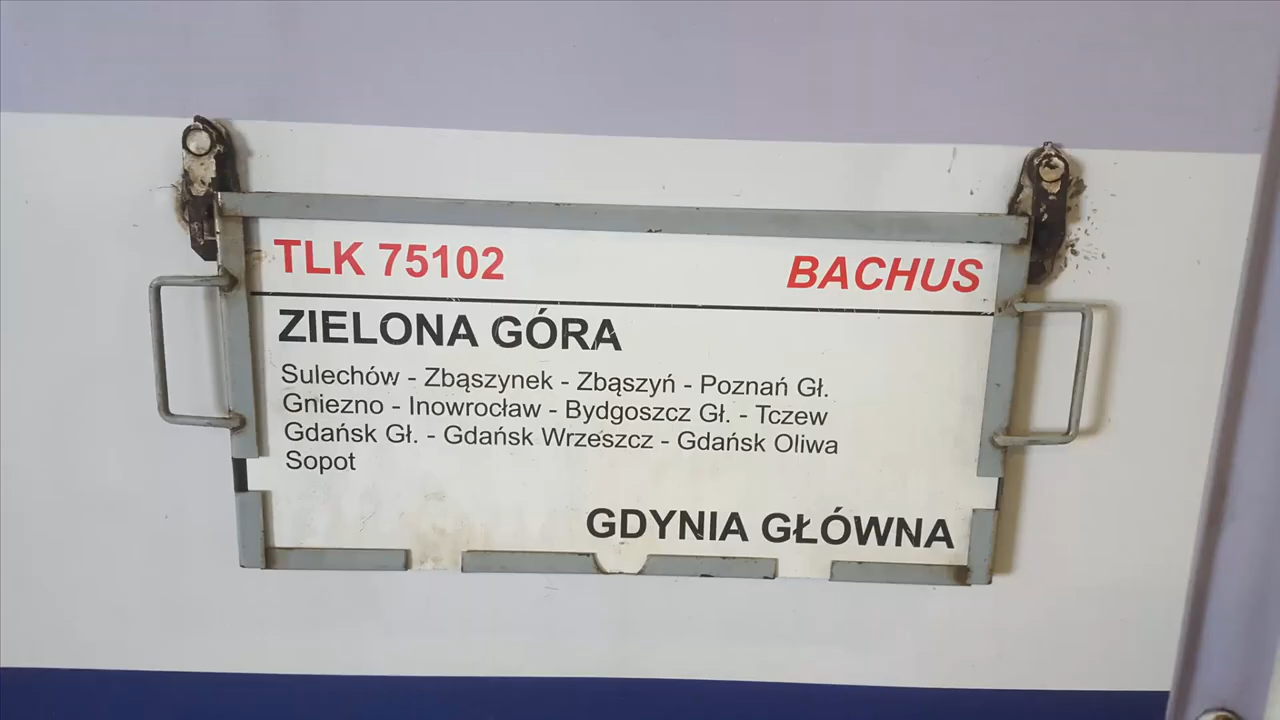 TLK 75102 BACHUS
ZIELONA GÓRA
Sulechów - Zbąszynek - Zbąszyń - Poznań Gł.
Gniezno - Inowrocław - Bydgoszcz Gł. - Tczew
Gdańsk Gł. - Gdańsk Wrzeszcz - Gdańsk Oliwa
Sopot
GDYNIA GŁÓWNA